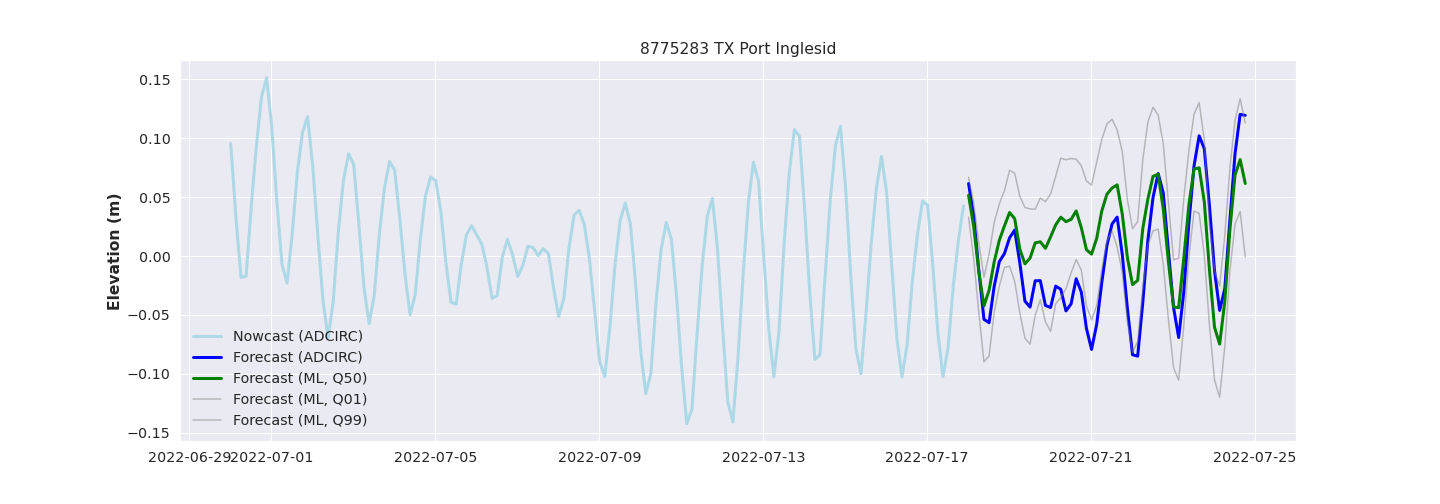 8775283 TX Port Inglesid
Elevation (m)
0.15
0.10
0.05
0.00
−0.05
−0.10
−0.15
Nowcast (ADCIRC)
Forecast (ADCIRC)
Forecast (ML, Q50)
Forecast (ML, Q01)
Forecast (ML, Q99)
2022-06-29 2022-07-01 2022-07-05 2022-07-09 2022-07-13 2022-07-17 2022-07-21 2022-07-25